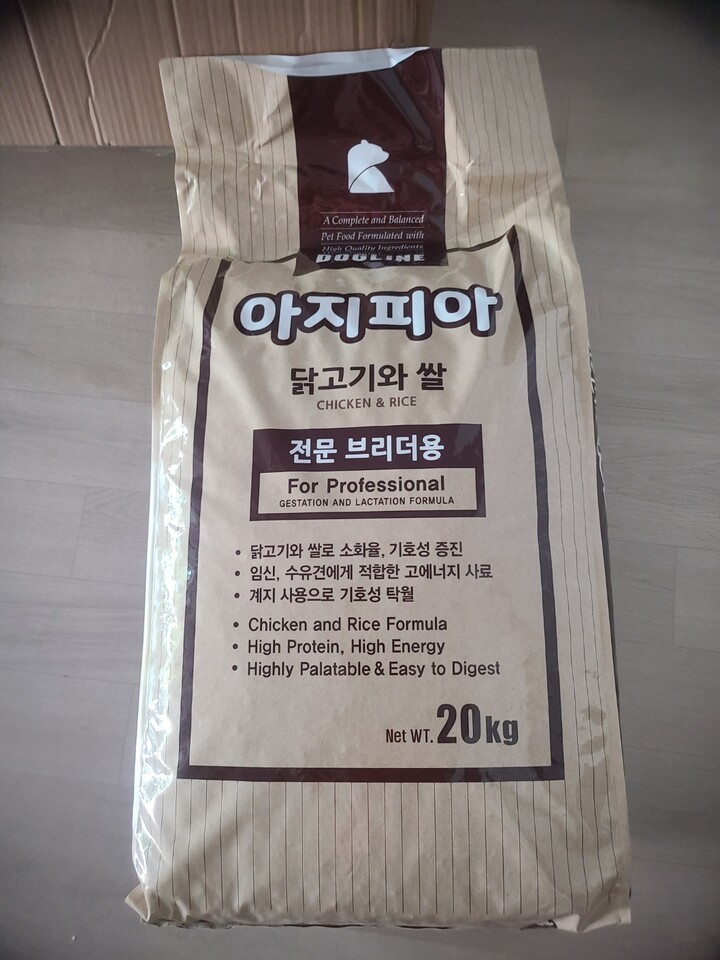 A Complete and Balanced
Pet Food Formulated with
High Quality Ingredients
DOGLINE
아지피아
닭고기와 쌀
CHICKEN & RICE
전문 브리더용
For Professional
GESTATION AND LACTATION FORMULA
• 닭고기와 쌀로 소화율, 기호성 증진
• 임신, 수유견에게 적합한 고에너지 사료
• 계지 사용으로 기호성 탁월
• Chicken and Rice Formula
• High Protein, High Energy
• Highly Palatable & Easy to Digest
Net WT. 20kg